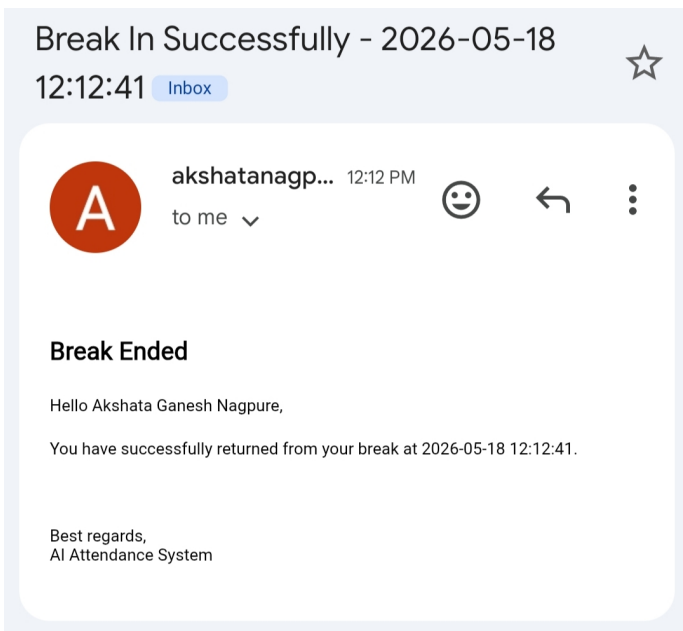 Break In Successfully - 2026-05-18
12:12:41 Inbox
A
akshatanagp... 12:12 PM
to me
Break Ended
Hello Akshata Ganesh Nagpure,
You have successfully returned from your break at 2026-05-18 12:12:41.
Best regards,
AI Attendance System